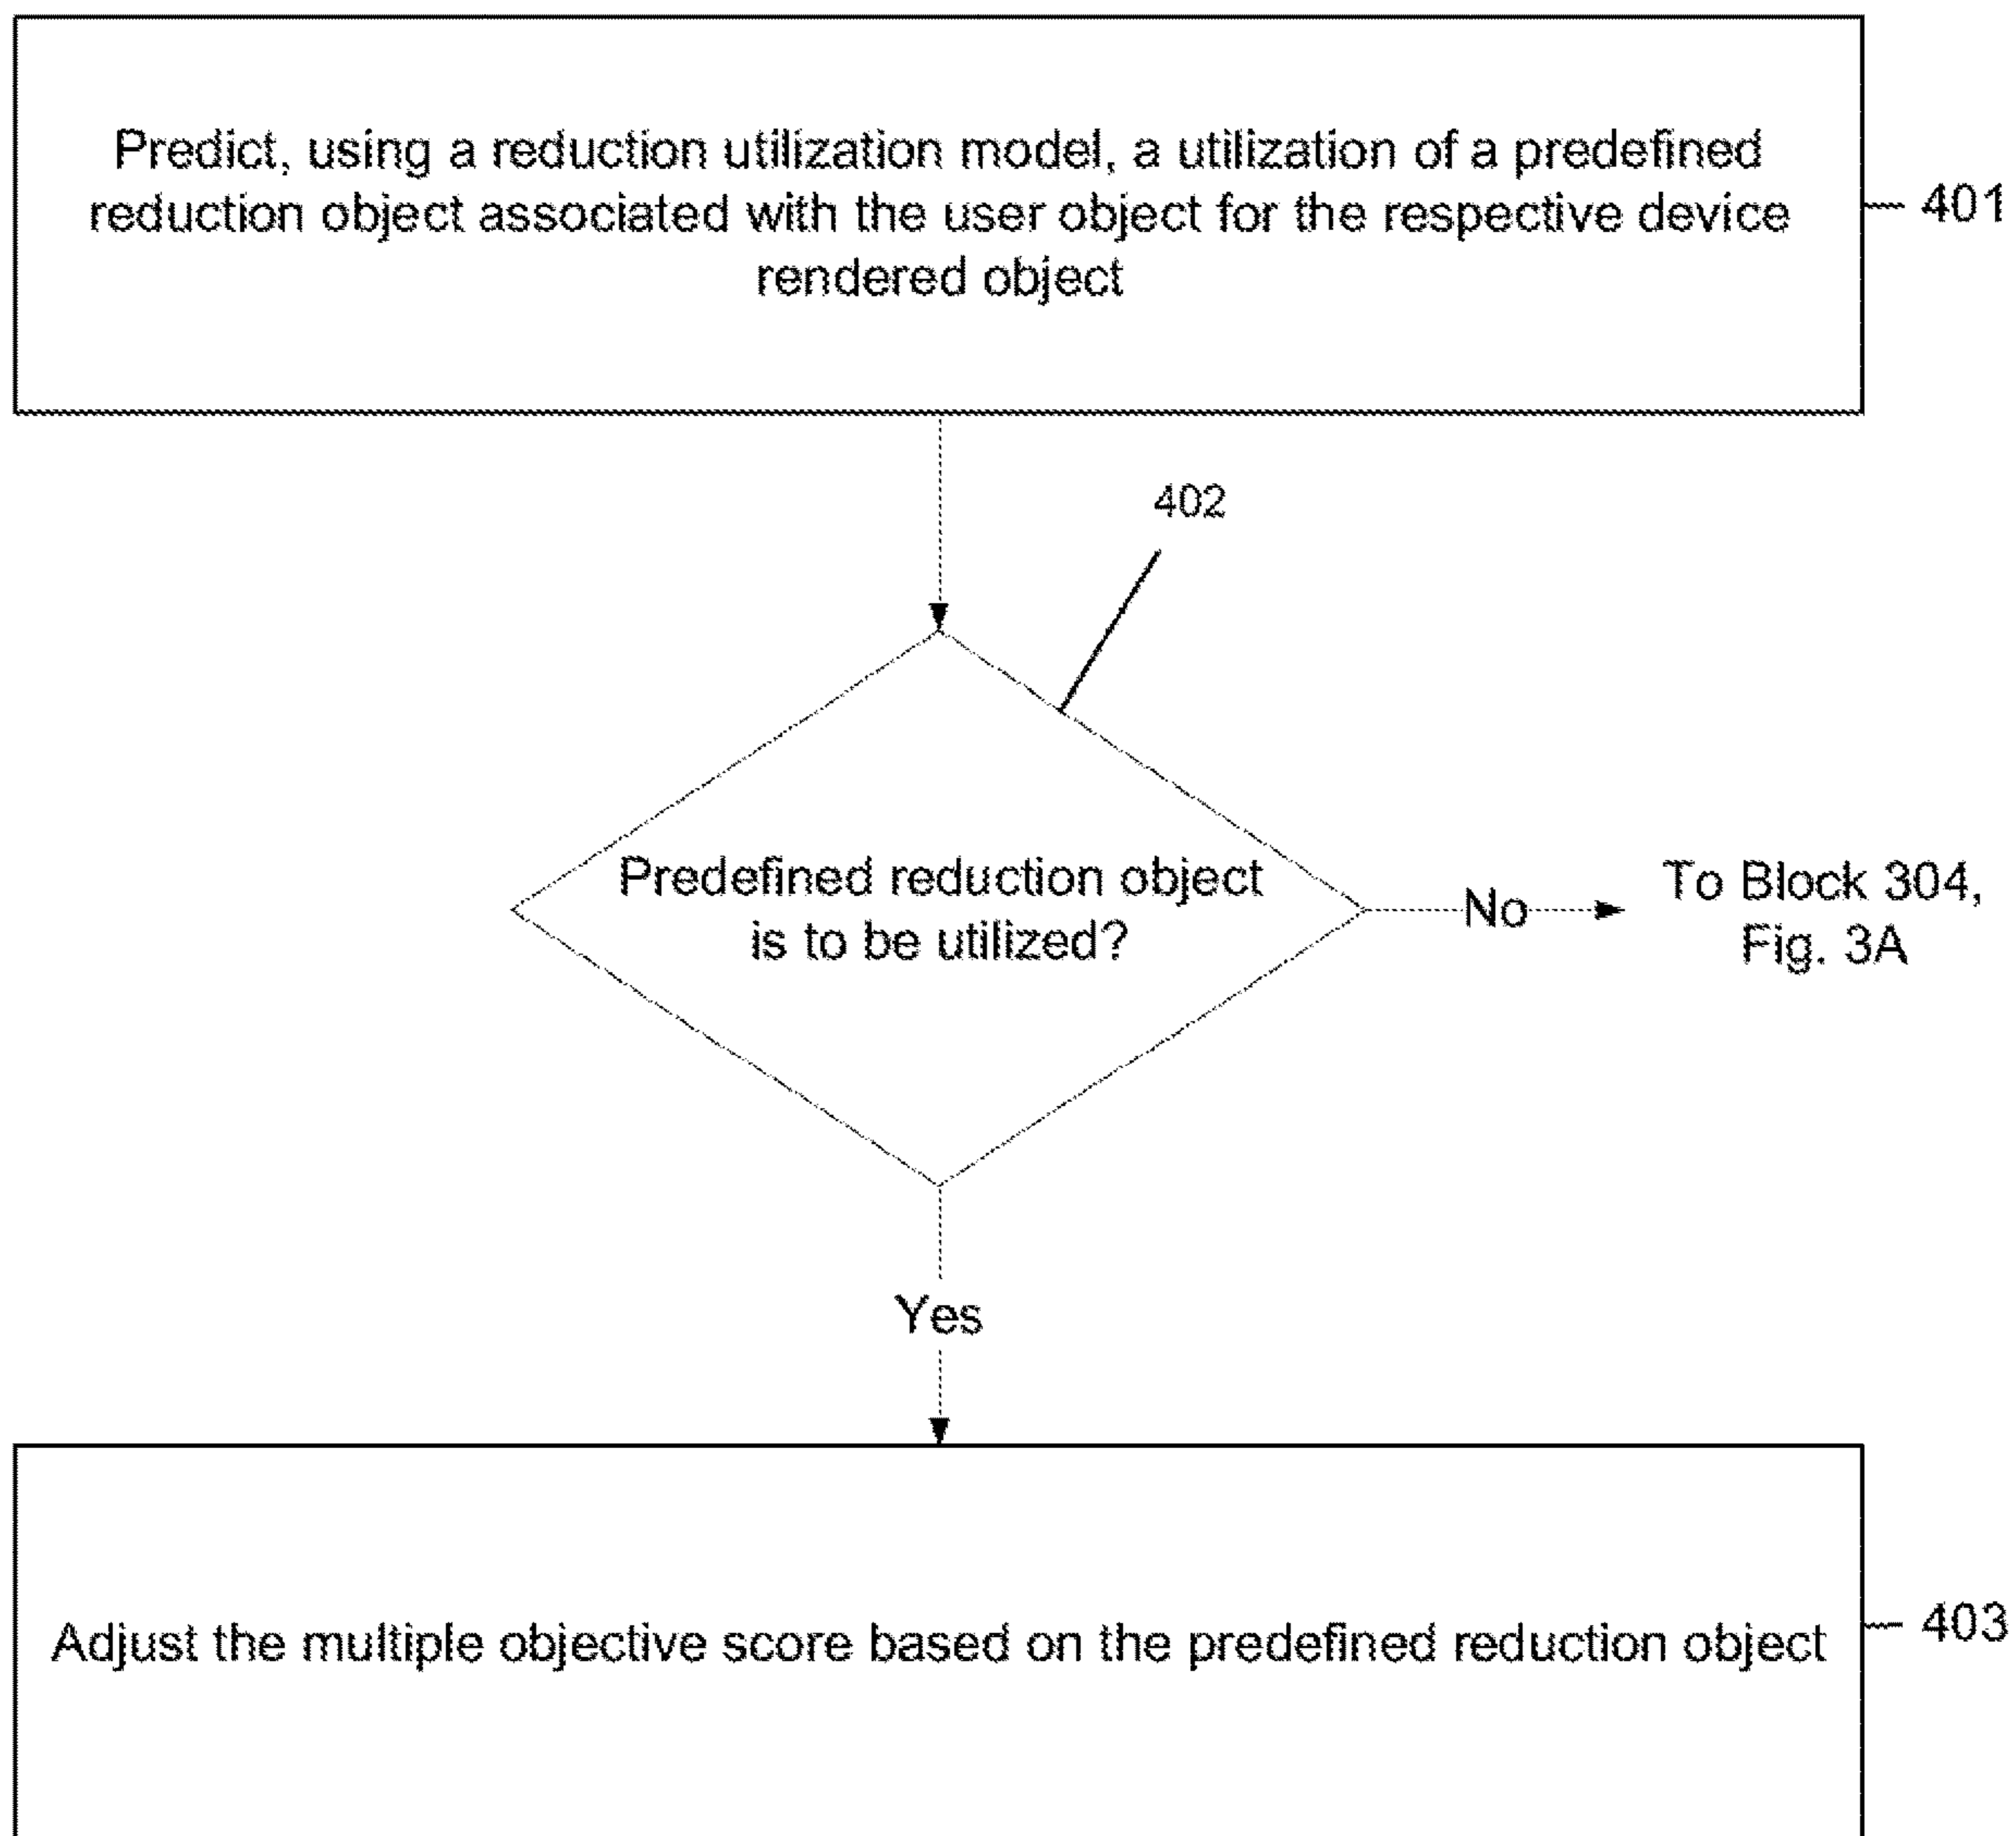 Predict, using a reduction utilization model, a utilization of a predefined
reduction object associated with the user object for the respective device
rendered object
401
402
Predefined reduction object
is to be utilized?
No
To Block 304,
Fig. 3A
Yes
Adjust the multiple objective score based on the predefined reduction object
403